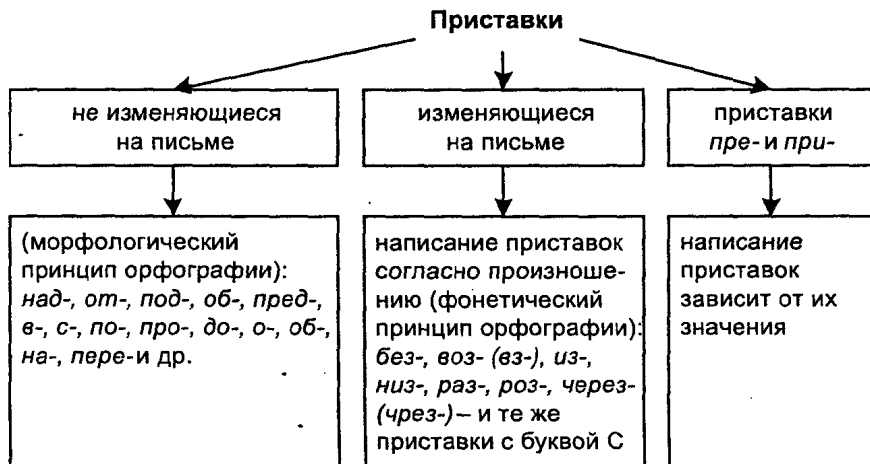 Приставки
не изменяющиеся
на письме
изменяющиеся
на письме
приставки
пре- и при-
(морфологический
принцип орфографии):
над-, от-, под-, об-, пред-,
в-, с-, по-, про-, до-, о-, об-,
на-, пере- и др.
написание приставок
согласно произноше-
нию (фонетический
принцип орфографии):
без-, воз- (вз-), из-,
низ-, раз-, роз-, через-
(чрез-) – и те же
приставки с буквой С
написание
приставок
зависит от их
значения